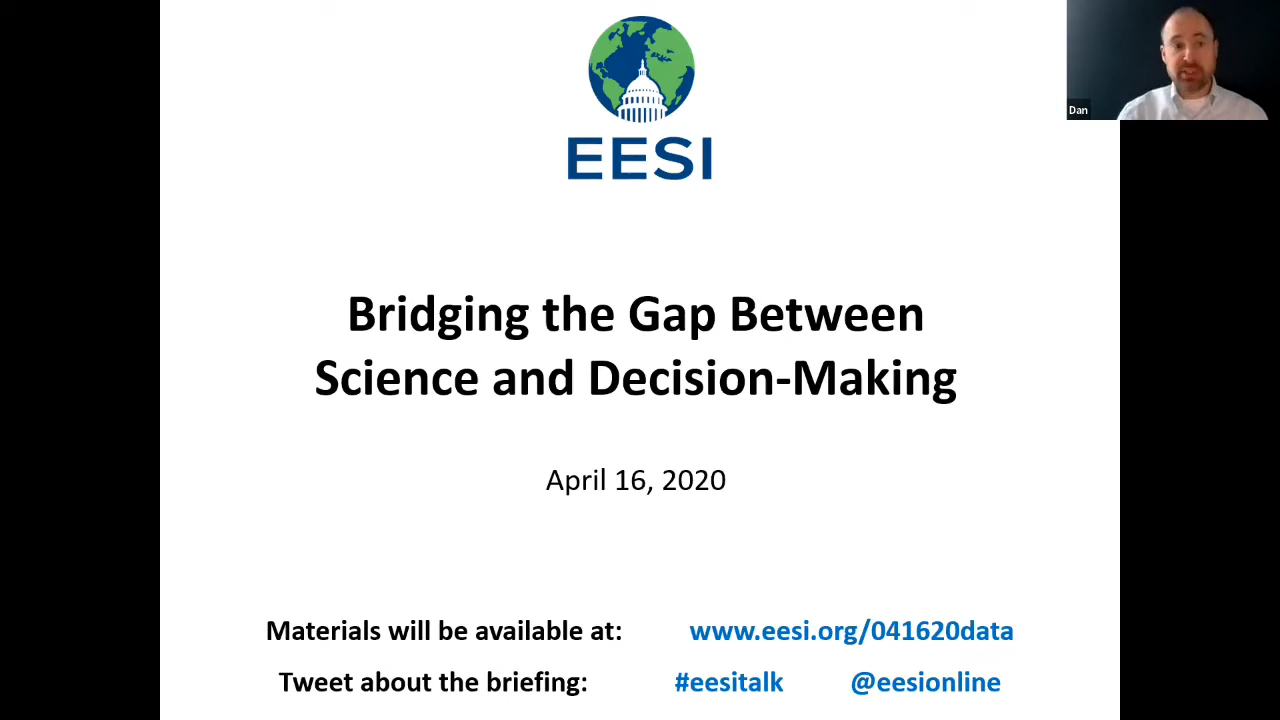 Dan
EESI
Bridging the Gap Between
Science and Decision-Making
April 16, 2020
Materials will be available at: www.eesi.org/041620data
Tweet about the briefing: #eesitalk @eesionline